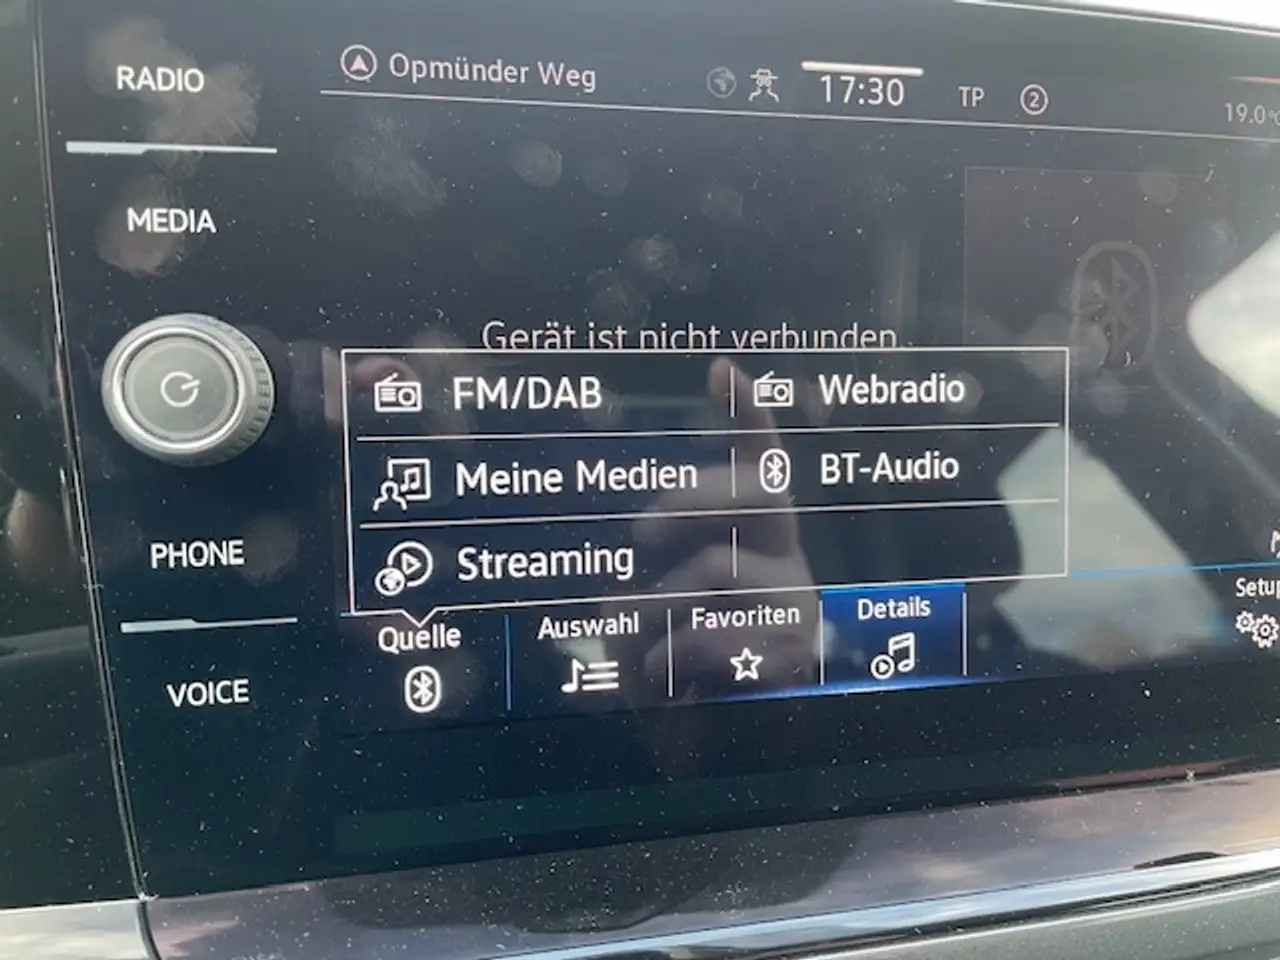 RADIO
MEDIA
PHONE
VOICE
Opmünder Weg
17:30
TP
2
19.0°C
Gerät ist nicht verbunden.
FM/DAB
Webradio
Meine Medien
BT-Audio
Streaming
Quelle
Auswahl
Favoriten
Details
Setup